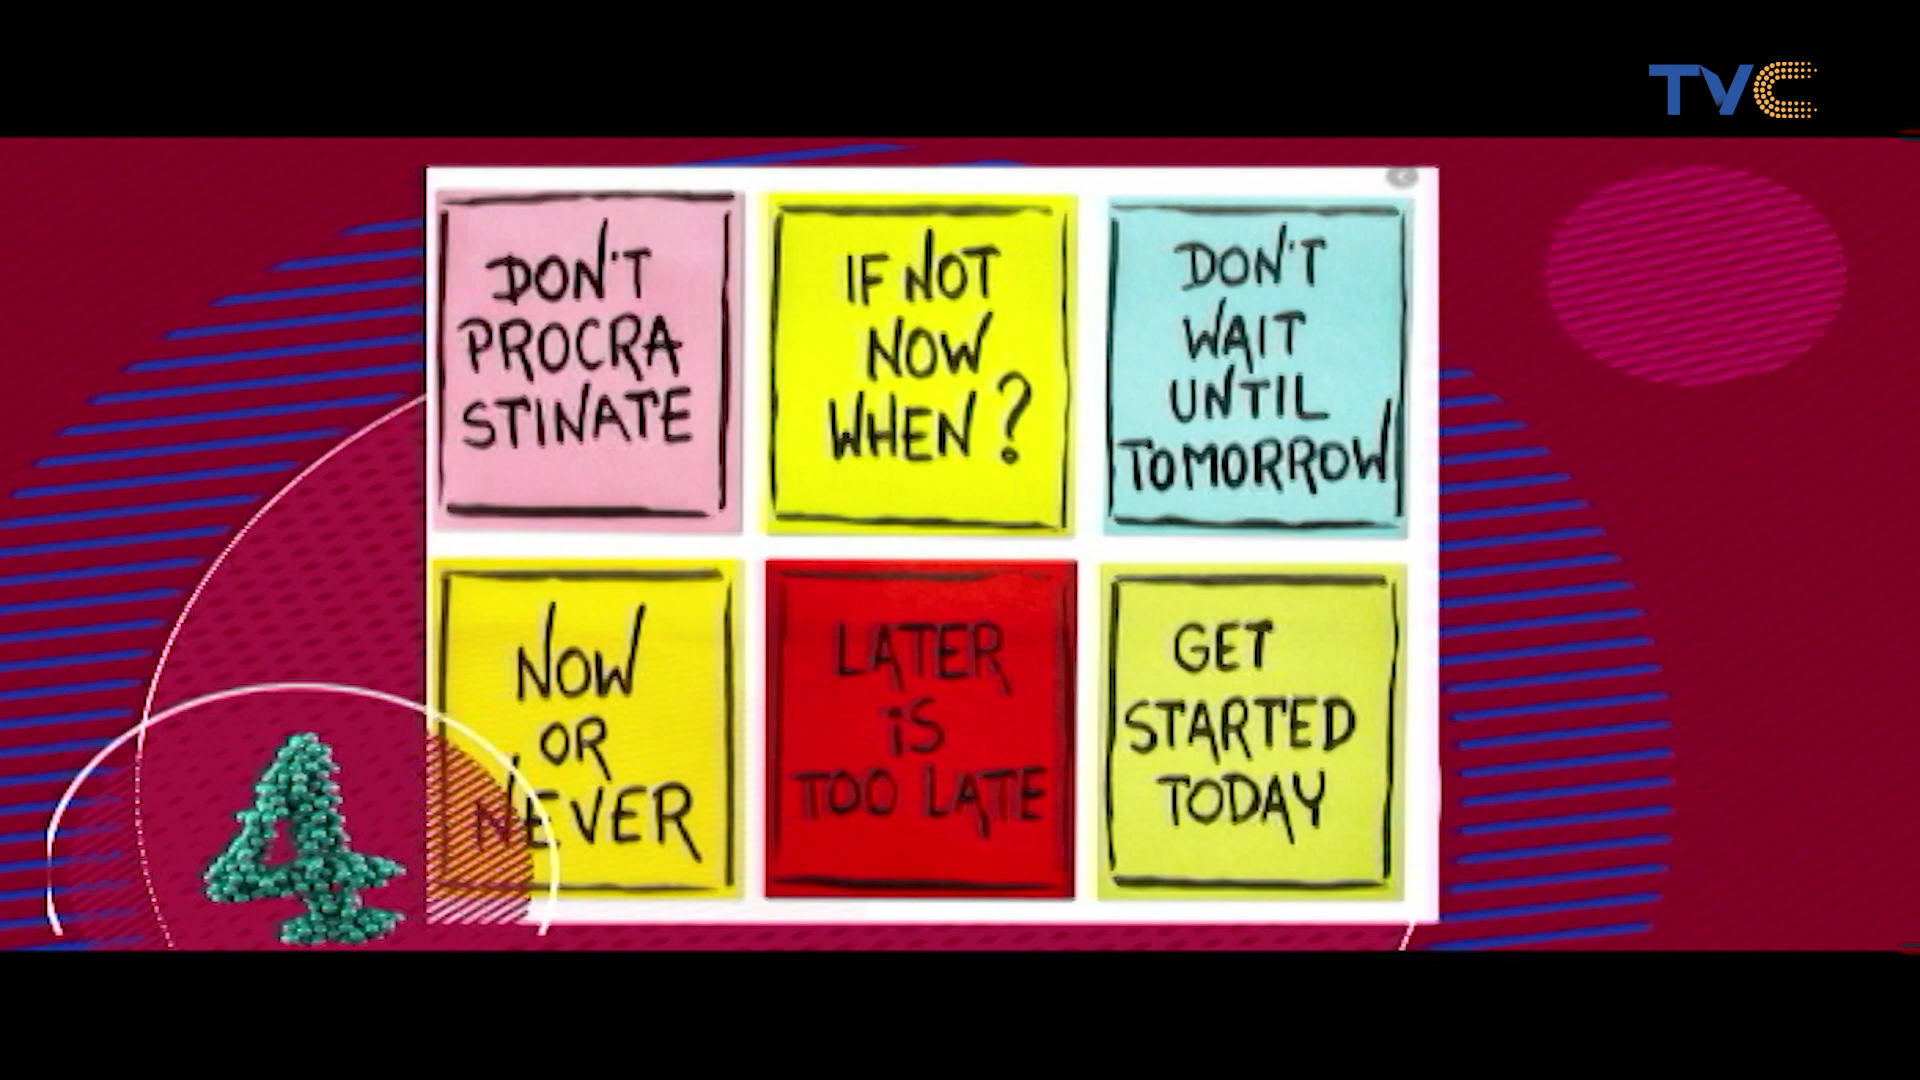 TVC
DON'T
PROCRA
STINATE
IF NOT
NOW
WHEN?
DON'T
WAIT
UNTIL
TOMORROW
NOW
OR
NEVER
LATER
iS
TOO LATE
GET
STARTED
TODAY
4